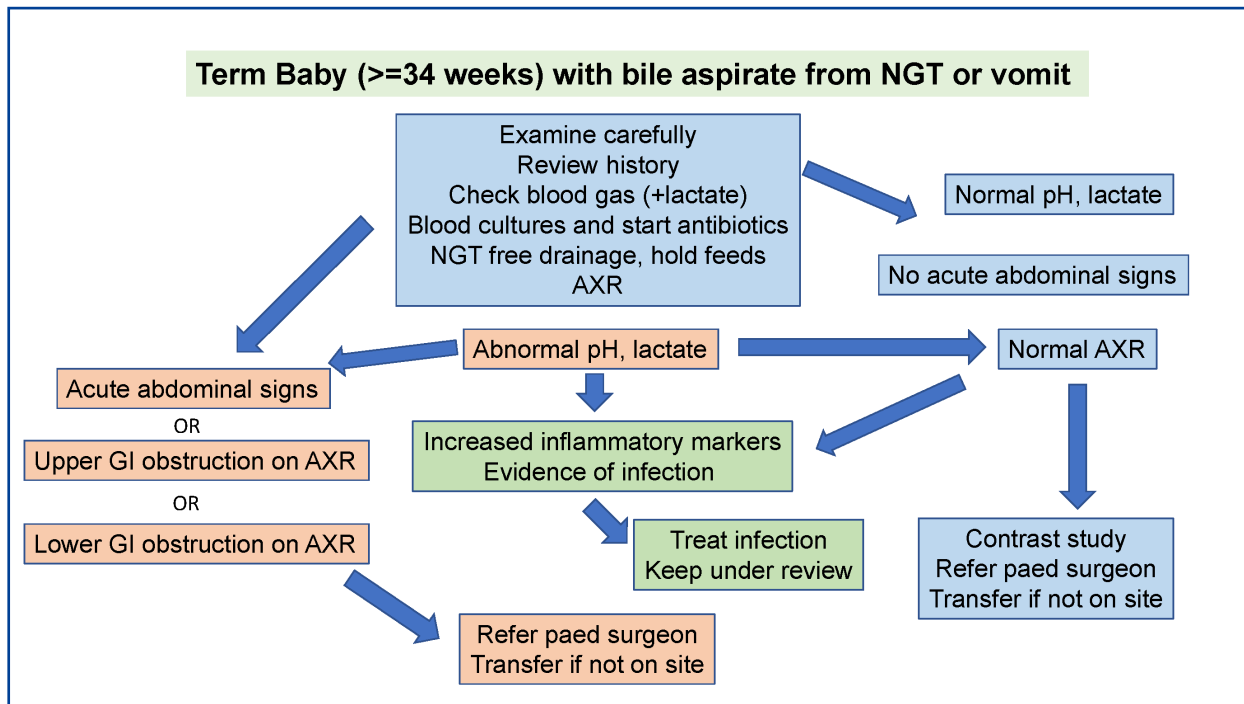 Term Baby (>=34 weeks) with bile aspirate from NGT or vomit
Examine carefully
Review history
Check blood gas (+lactate)
Blood cultures and start antibiotics
NGT free drainage, hold feeds
AXR
Normal pH, lactate
No acute abdominal signs
Abnormal pH, lactate
Normal AXR
Acute abdominal signs
OR
Upper GI obstruction on AXR
OR
Lower GI obstruction on AXR
Increased inflammatory markers
Evidence of infection
Treat infection
Keep under review
Contrast study
Refer paed surgeon
Transfer if not on site
Refer paed surgeon
Transfer if not on site